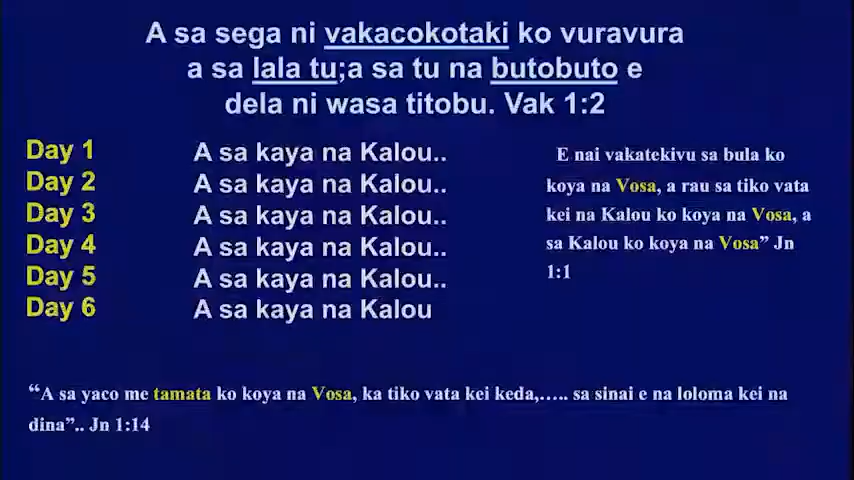 A sa sega ni vakacokotaki ko vuravura
a sa lala tu;a sa tu na butobuto e
dela ni wasa titobu. Vak 1:2
Day 1 A sa kaya na Kalou..
Day 2 A sa kaya na Kalou..
Day 3 A sa kaya na Kalou..
Day 4 A sa kaya na Kalou..
Day 5 A sa kaya na Kalou..
Day 6 A sa kaya na Kalou
E nai vakatekivu sa bula ko
koya na Vosa, a rau sa tiko vata
kei na Kalou ko koya na Vosa, a
sa Kalou ko koya na Vosa” Jn
1:1
“A sa yaco me tamata ko koya na Vosa, ka tiko vata kei keda,..... sa sinai e na loloma kei na
dina”.. Jn 1:14